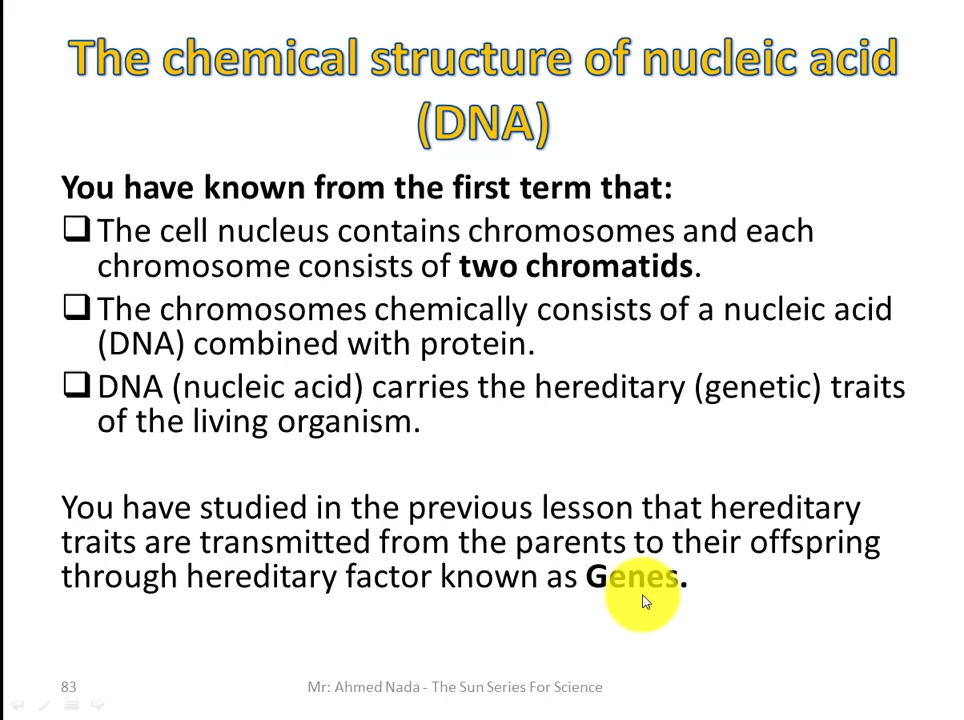 The chemical structure of nucleic acid
(DNA)
You have known from the first term that:
The cell nucleus contains chromosomes and each
chromosome consists of two chromatids.
The chromosomes chemically consists of a nucleic acid
(DNA) combined with protein.
DNA (nucleic acid) carries the hereditary (genetic) traits
of the living organism.
You have studied in the previous lesson that hereditary
traits are transmitted from the parents to their offspring
through hereditary factor known as Genes.
83
Mr: Ahmed Nada - The Sun Series For Science